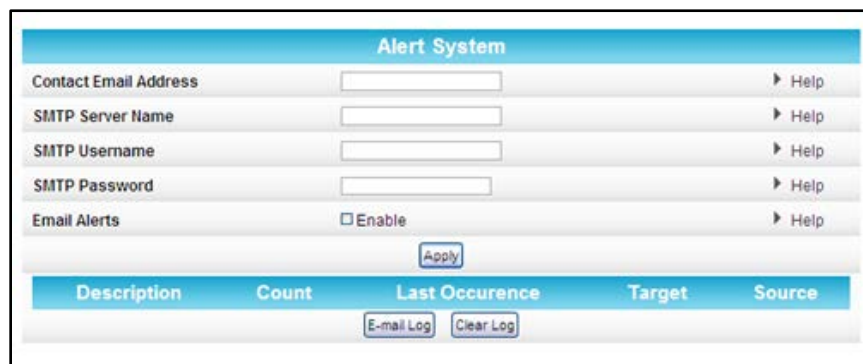 Alert System
Contact Email Address Help
SMTP Server Name Help
SMTP Username Help
SMTP Password Help
Email Alerts Enable Help
Apply
Description Count Last Occurence Target Source
E-mail Log Clear Log